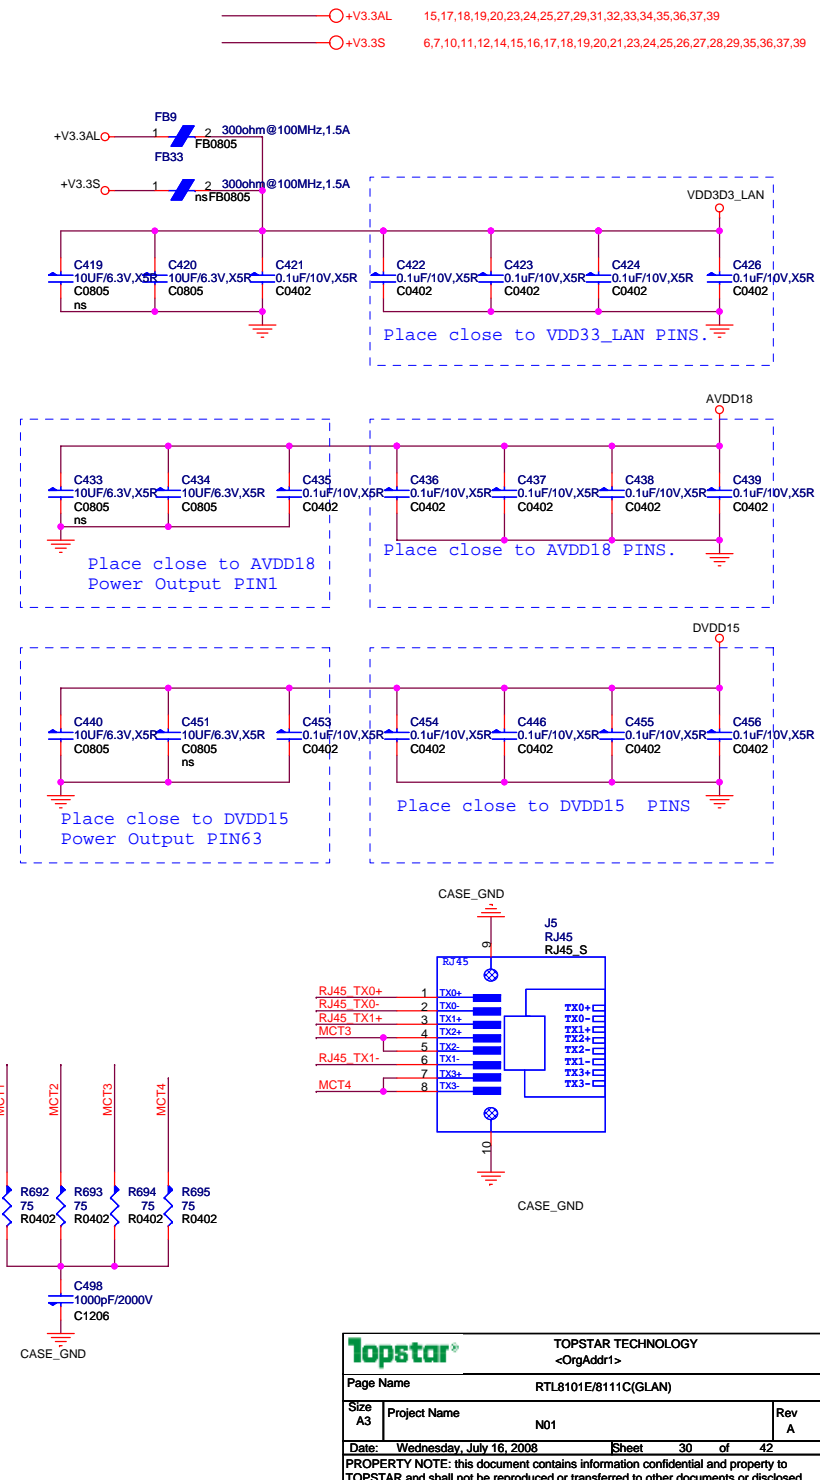 +V3.3AL 15,17,18,19,20,23,24,25,27,29,31,32,33,34,35,36,37,39
+V3.3S 6,7,10,11,12,14,15,16,17,18,19,20,21,23,24,25,26,27,28,29,35,36,37,39
FB9
+V3.3AL 1 2 300ohm@100MHz,1.5A
FB0805
FB33
+V3.3S 1 2 300ohm@100MHz,1.5A
nsFB0805
VDD3D3_LAN
C419 C420 C421 C422 C423 C424 C426
10UF/6.3V,X5R 10UF/6.3V,X5R 0.1uF/10V,X5R 0.1uF/10V,X5R 0.1uF/10V,X5R 0.1uF/10V,X5R 0.1uF/10V,X5R
C0805 C0805 C0402 C0402 C0402 C0402 C0402
ns
Place close to VDD33_LAN PINS.
AVDD18
C433 C434 C435 C436 C437 C438 C439
10UF/6.3V,X5R 10UF/6.3V,X5R 0.1uF/10V,X5R 0.1uF/10V,X5R 0.1uF/10V,X5R 0.1uF/10V,X5R 0.1uF/10V,X5R
C0805 C0805 C0402 C0402 C0402 C0402 C0402
ns
Place close to AVDD18 PINS.
Place close to AVDD18
Power Output PIN1
DVDD15
C440 C451 C453 C454 C446 C455 C456
10UF/6.3V,X5R 10UF/6.3V,X5R 0.1uF/10V,X5R 0.1uF/10V,X5R 0.1uF/10V,X5R 0.1uF/10V,X5R 0.1uF/10V,X5R
C0805 C0805 C0402 C0402 C0402 C0402 C0402
ns
Place close to DVDD15 PINS
Place close to DVDD15
Power Output PIN63
CASE_GND
J5
RJ45
RJ45_S
9
RJ45
RJ45_TX0+ 1 TX0+
RJ45_TX0- 2 TX0-
RJ45_TX1+ 3 TX1+
MCT3 4 TX2+
5 TX2-
RJ45_TX1- 6 TX1-
7 TX3+
MCT4 8 TX3-
TX0+
TX0-
TX1+
TX2+
TX2-
TX1-
TX3+
TX3-
10
CASE_GND
MCT1 MCT2 MCT3 MCT4
R692 R693 R694 R695
75 75 75 75
R0402 R0402 R0402 R0402
C498
1000pF/2000V
C1206
CASE_GND
Topstar
TOPSTAR TECHNOLOGY
<OrgAddr1>
Page Name RTL8101E/8111C(GLAN)
Size A3 Project Name N01 Rev A
Date: Wednesday, July 16, 2008 Sheet 30 of 42
PROPERTY NOTE: this document contains information confidential and property to
TOPSTAR and shall not be reproduced or transferred to other documents or disclosed